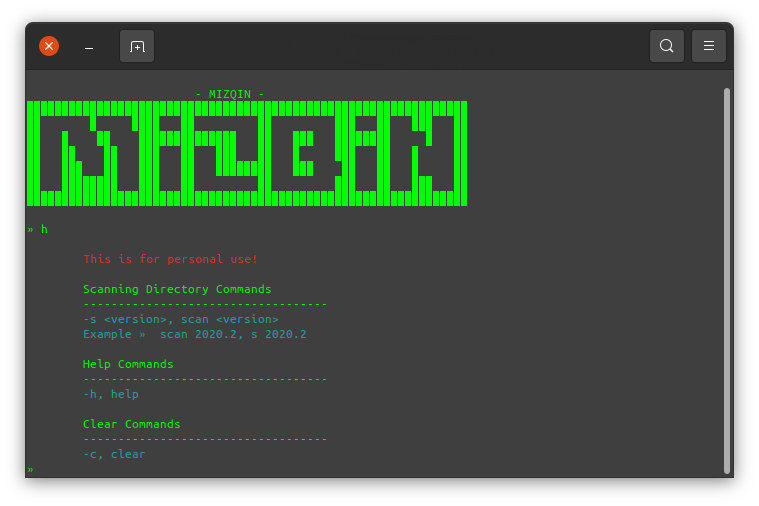 - MIZQIN -
MIZQIN
» h
This is for personal use!
Scanning Directory Commands
-----------------------------------
-s <version>, scan <version>
Example »  scan 2020.2, s 2020.2
Help Commands
-----------------------------------
-h, help
Clear Commands
-----------------------------------
-c, clear
»